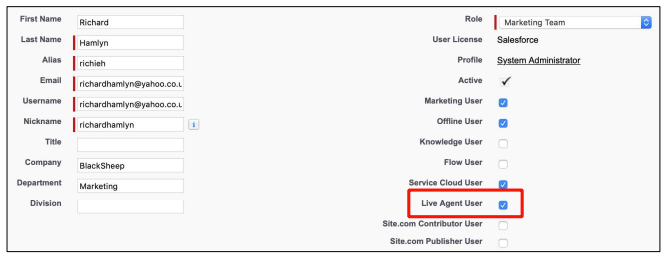 First Name Richard Role Marketing Team
Last Name Hamlyn User License Salesforce
Alias richieh Profile System Administrator
Email richardhamlyn@yahoo.co.u Active
Username richardhamlyn@yahoo.co.u Marketing User
Nickname richardhamlyn i Offline User
Title Knowledge User
Company BlackSheep Flow User
Department Marketing Service Cloud User
Division Live Agent User
Site.com Contributor User
Site.com Publisher User